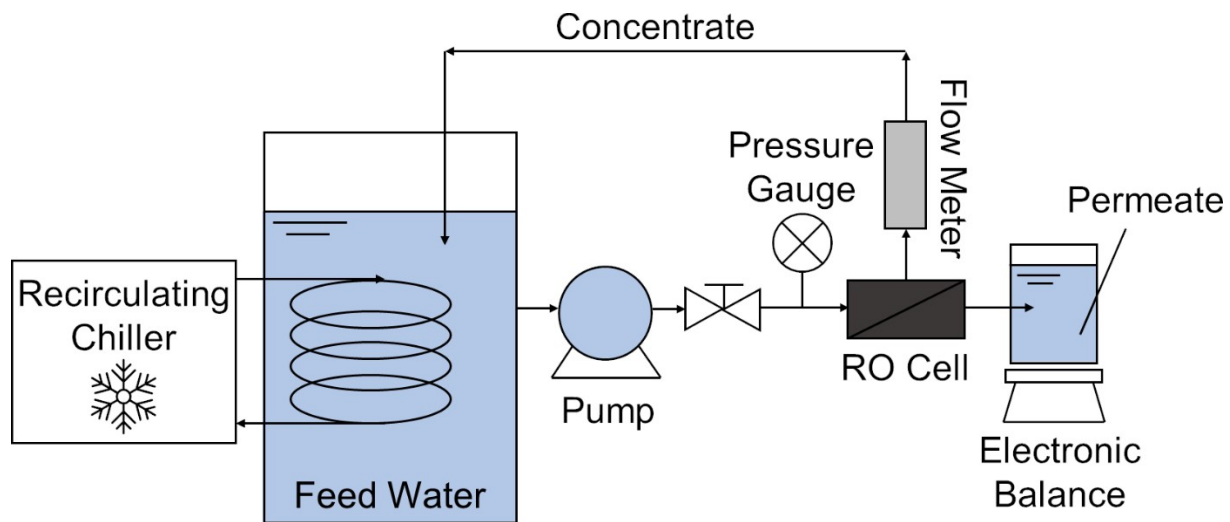 Concentrate
Flow Meter
Pressure
Gauge
Permeate
Recirculating
Chiller
RO Cell
Pump
Electronic
Balance
Feed Water